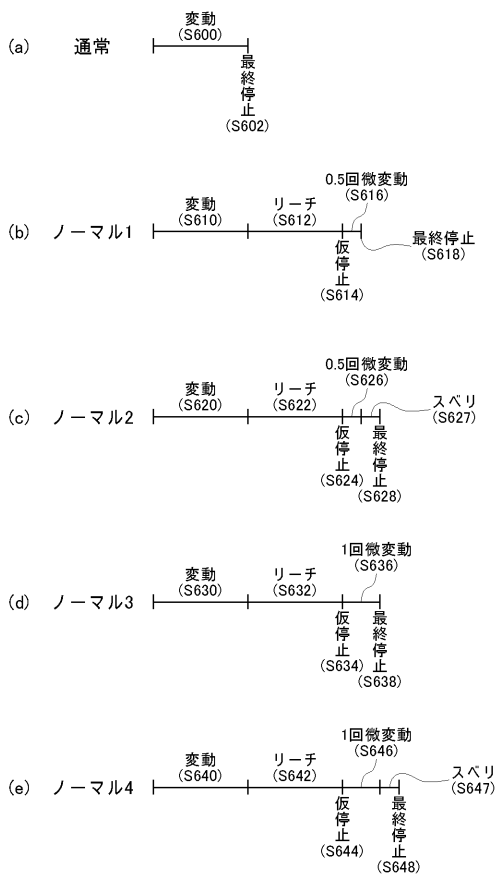 (a) 通常
変動
(S600)
最終停止
(S602)
(b) ノーマル1
変動
(S610)
リーチ
(S612)
仮停止
(S614)
0.5回微変動
(S616)
最終停止
(S618)
(c) ノーマル2
変動
(S620)
リーチ
(S622)
仮停止
(S624)
0.5回微変動
(S626)
スベリ
(S627)
最終停止
(S628)
(d) ノーマル3
変動
(S630)
リーチ
(S632)
仮停止
(S634)
1回微変動
(S636)
最終停止
(S638)
(e) ノーマル4
変動
(S640)
リーチ
(S642)
仮停止
(S644)
1回微変動
(S646)
スベリ
(S647)
最終停止
(S648)